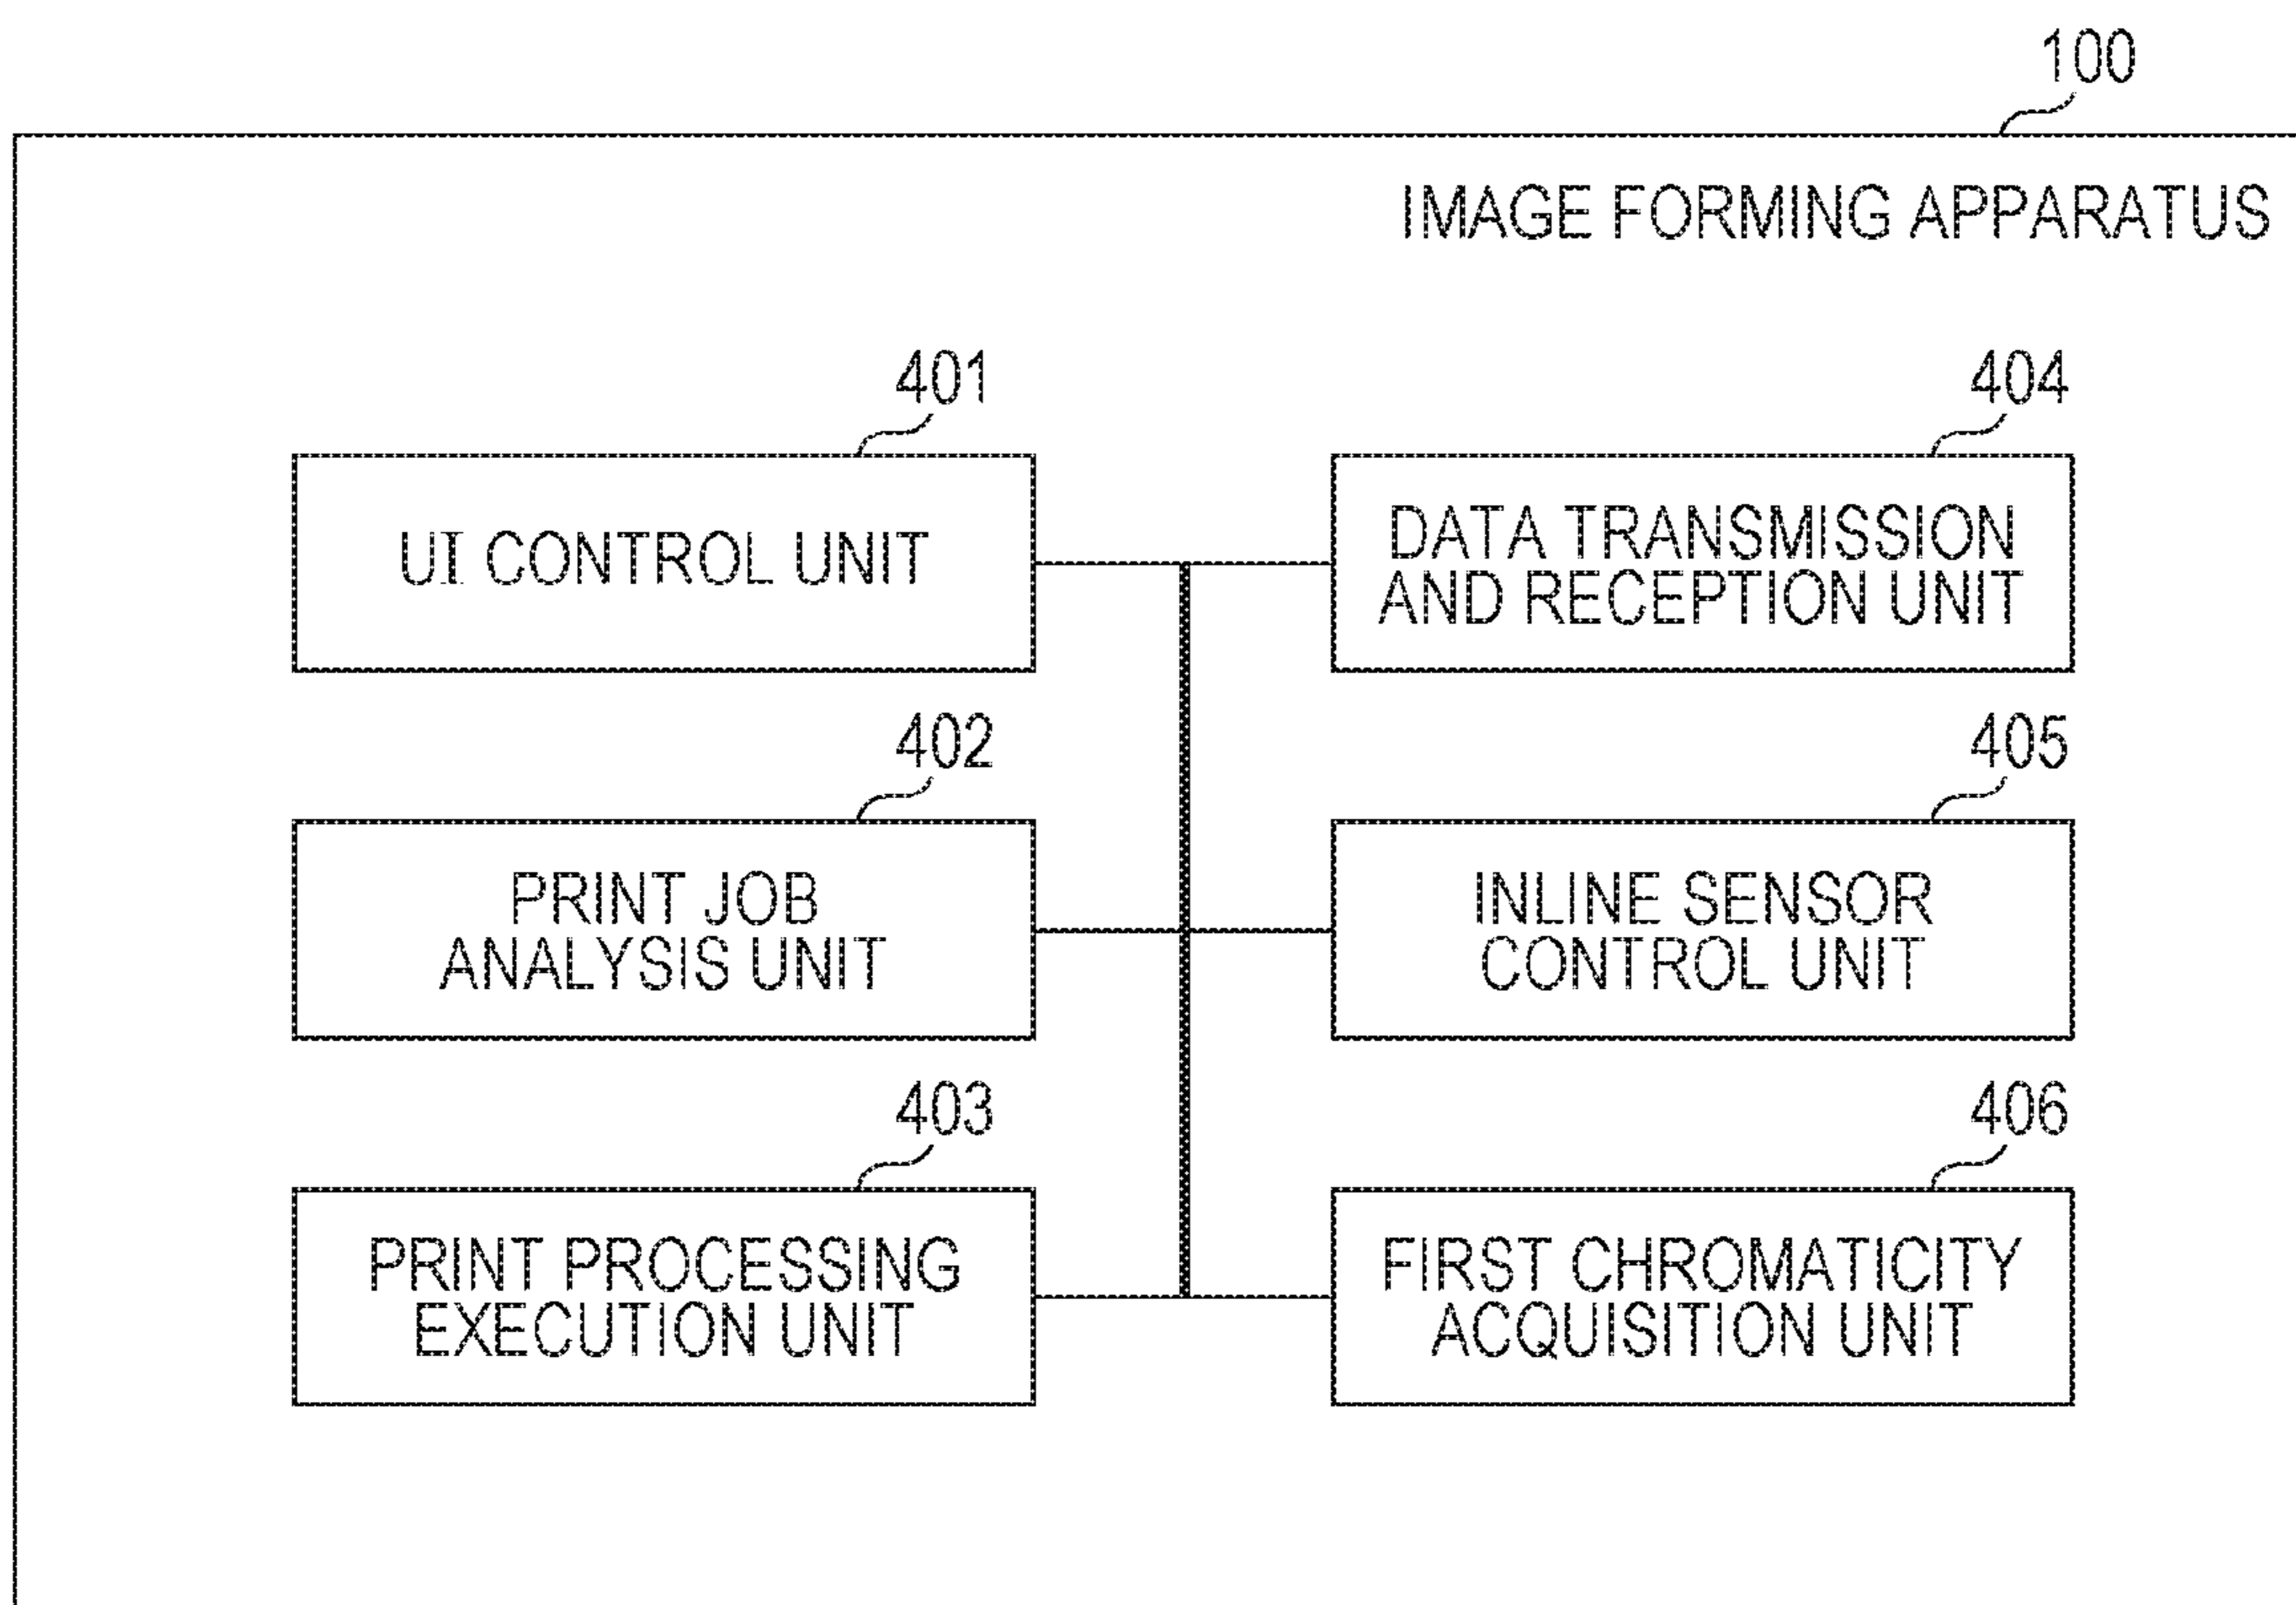 100
IMAGE FORMING APPARATUS
401
UI CONTROL UNIT
402
PRINT JOB
ANALYSIS UNIT
403
PRINT PROCESSING
EXECUTION UNIT
404
DATA TRANSMISSION
AND RECEPTION UNIT
405
INLINE SENSOR
CONTROL UNIT
406
FIRST CHROMATICITY
ACQUISITION UNIT